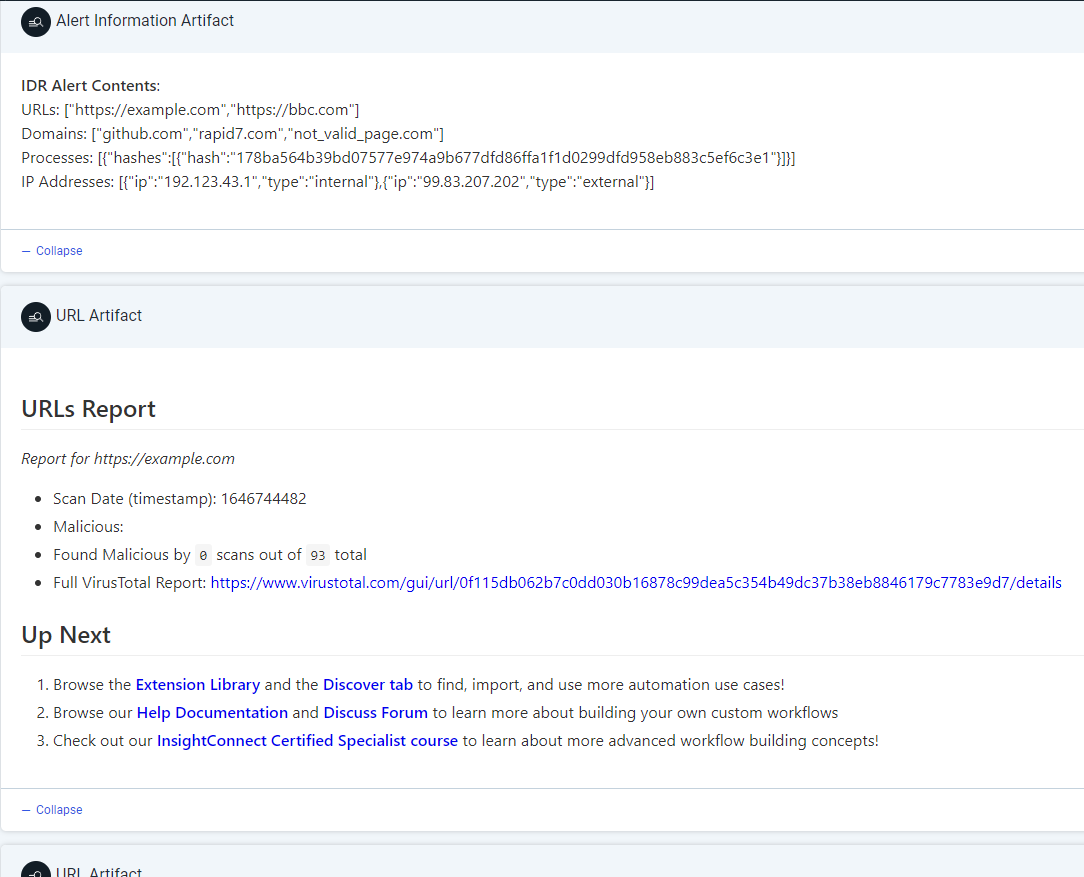 Alert Information Artifact
IDR Alert Contents:
URLs: ["https://example.com","https://bbc.com"]
Domains: ["github.com","rapid7.com","not_valid_page.com"]
Processes: [{"hashes":[{"hash":"178ba564b39bd07577e974a9b677dfd86ffa1f1d0299dfd958eb883c5ef6c3e1"}]}]
IP Addresses: [{"ip":"192.123.43.1","type":"internal"},{"ip":"99.83.207.202","type":"external"}]
— Collapse
URL Artifact
URLs Report
Report for https://example.com
• Scan Date (timestamp): 1646744482
• Malicious:
• Found Malicious by 0 scans out of 93 total
• Full VirusTotal Report: https://www.virustotal.com/gui/url/0f115db062b7c0dd030b16878c99dea5c354b49dc37b38eb8846179c7783e9d7/details
Up Next
1. Browse the Extension Library and the Discover tab to find, import, and use more automation use cases!
2. Browse our Help Documentation and Discuss Forum to learn more about building your own custom workflows
3. Check out our InsightConnect Certified Specialist course to learn about more advanced workflow building concepts!
— Collapse
URL Artifact